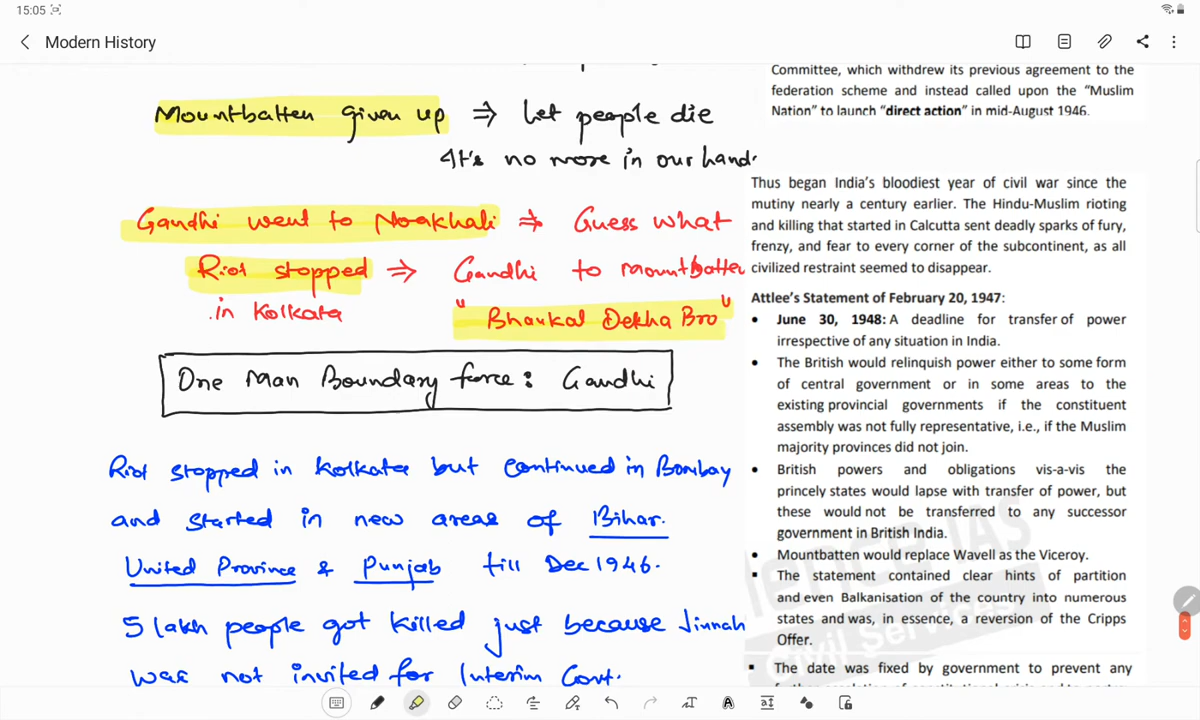 15:05
Modern History
Mountbatten given up ⇒ Let people die
It's no more in our hand
Gandhi went to Noakhali ⇒ Guess what
Riot stopped ⇒ Gandhi to Mountbatten
in Kolkata "Bhaukal Dekha Bro"
One Man Boundary force: Gandhi
Riot stopped in Kolkata but continued in Bombay
and started in new areas of Bihar.
United Province & Punjab till Dec 1946.
5 lakh people got killed just because Jinnah
was not invited for Interim Govt.
Committee, which withdrew its previous agreement to the
federation scheme and instead called upon the "Muslim
Nation" to launch "direct action" in mid-August 1946.
Thus began India's bloodiest year of civil war since the
mutiny nearly a century earlier. The Hindu-Muslim rioting
and killing that started in Calcutta sent deadly sparks of fury,
frenzy, and fear to every corner of the subcontinent, as all
civilized restraint seemed to disappear.
Attlee's Statement of February 20, 1947:
• June 30, 1948: A deadline for transfer of power
irrespective of any situation in India.
• The British would relinquish power either to some form
of central government or in some areas to the
existing provincial governments if the constituent
assembly was not fully representative, i.e., if the Muslim
majority provinces did not join.
• British powers and obligations vis-a-vis the
princely states would lapse with transfer of power, but
these would not be transferred to any successor
government in British India.
• Mountbatten would replace Wavell as the Viceroy.
▪ The statement contained clear hints of partition
and even Balkanisation of the country into numerous
states and was, in essence, a reversion of the Cripps
Offer.
▪ The date was fixed by government to prevent any